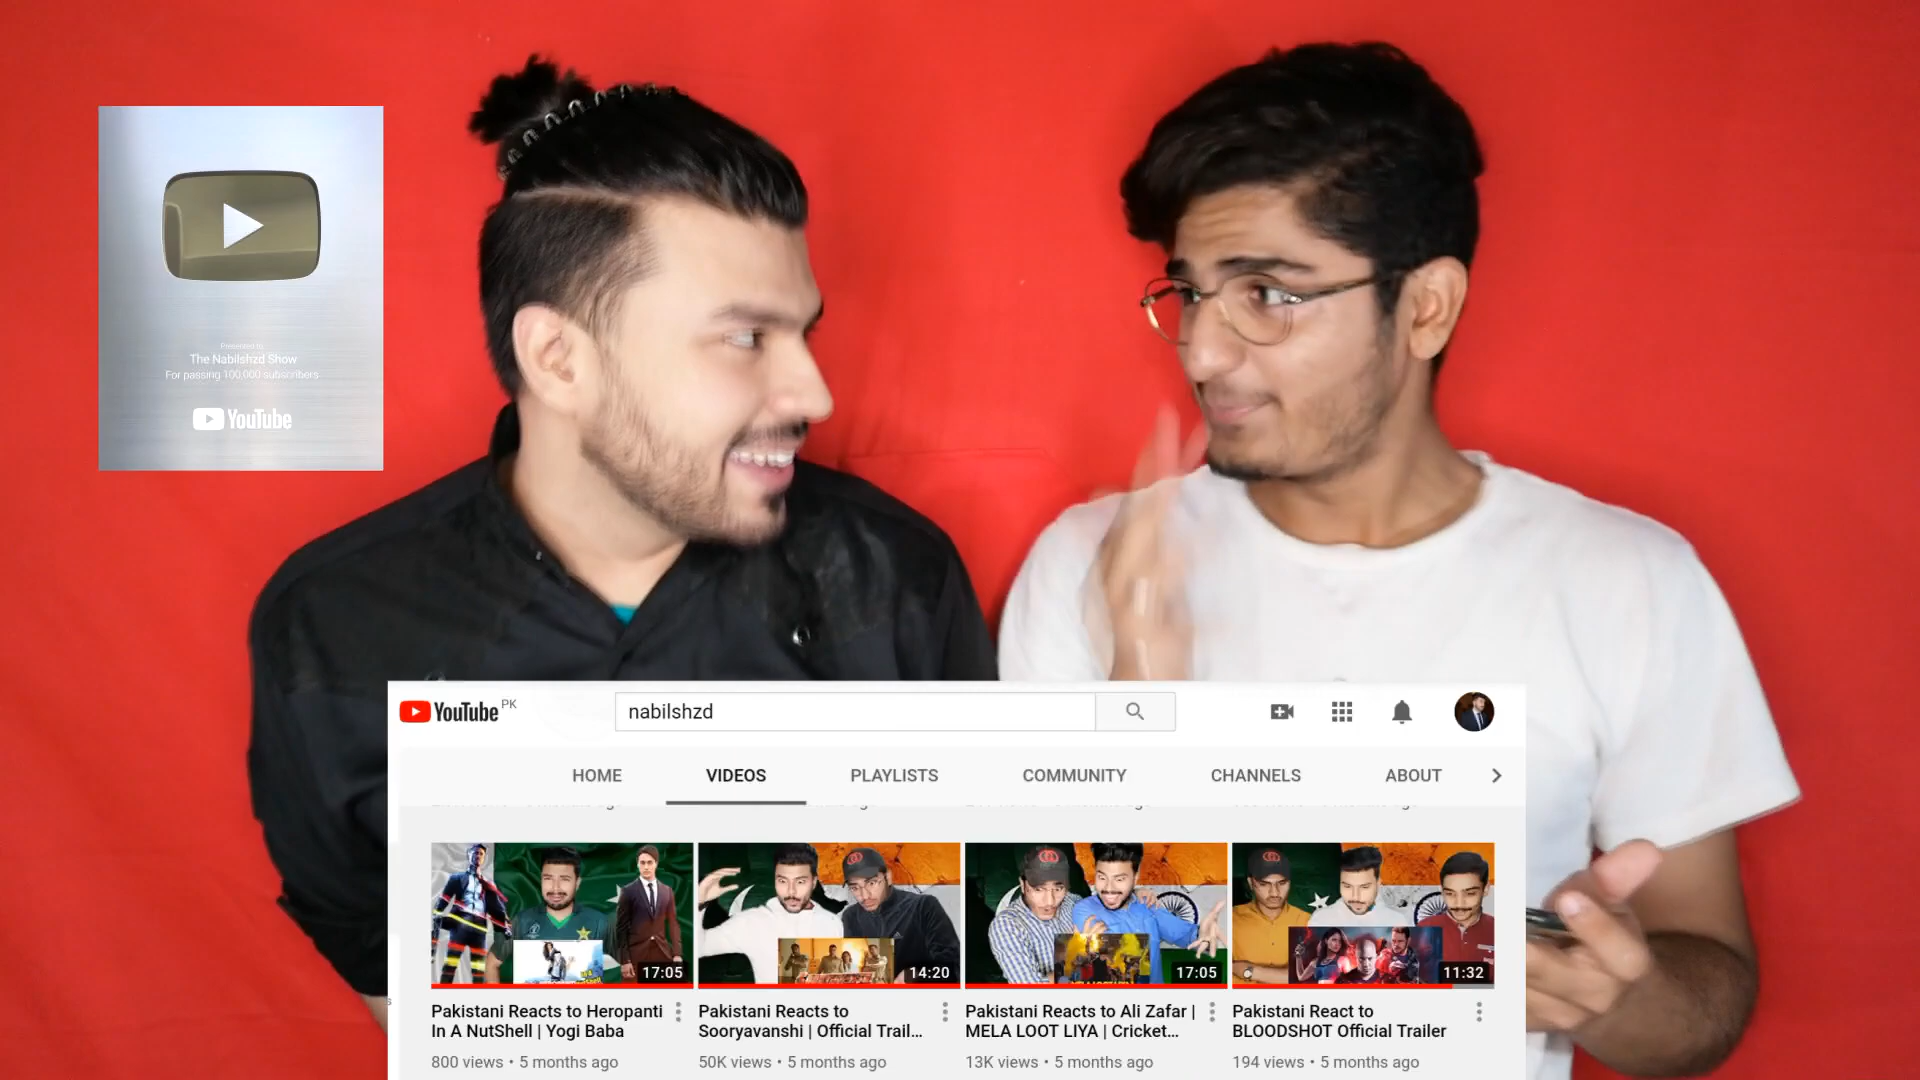 Presented to
The Nabilshzd Show
For passing 100,000 subscribers
YouTube
YouTube PK
nabilshzd
HOME VIDEOS PLAYLISTS COMMUNITY CHANNELS ABOUT
17:05
14:20
17:05
11:32
Pakistani Reacts to Heropanti
In A NutShell | Yogi Baba
800 views • 5 months ago
Pakistani Reacts to
Sooryavanshi | Official Trail...
50K views • 5 months ago
Pakistani Reacts to Ali Zafar |
MELA LOOT LIYA | Cricket...
13K views • 5 months ago
Pakistani React to
BLOODSHOT Official Trailer
194 views • 5 months ago